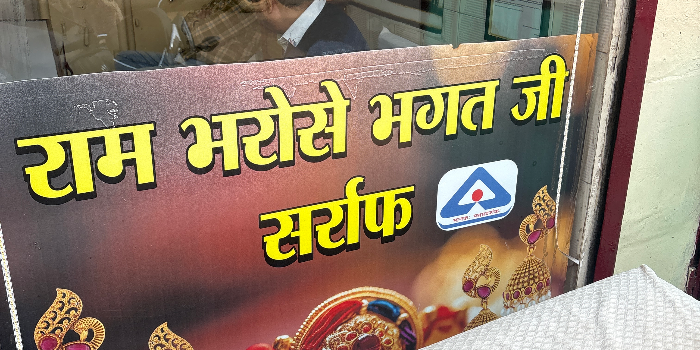 राम भरोसे भगत जी
सर्राफ